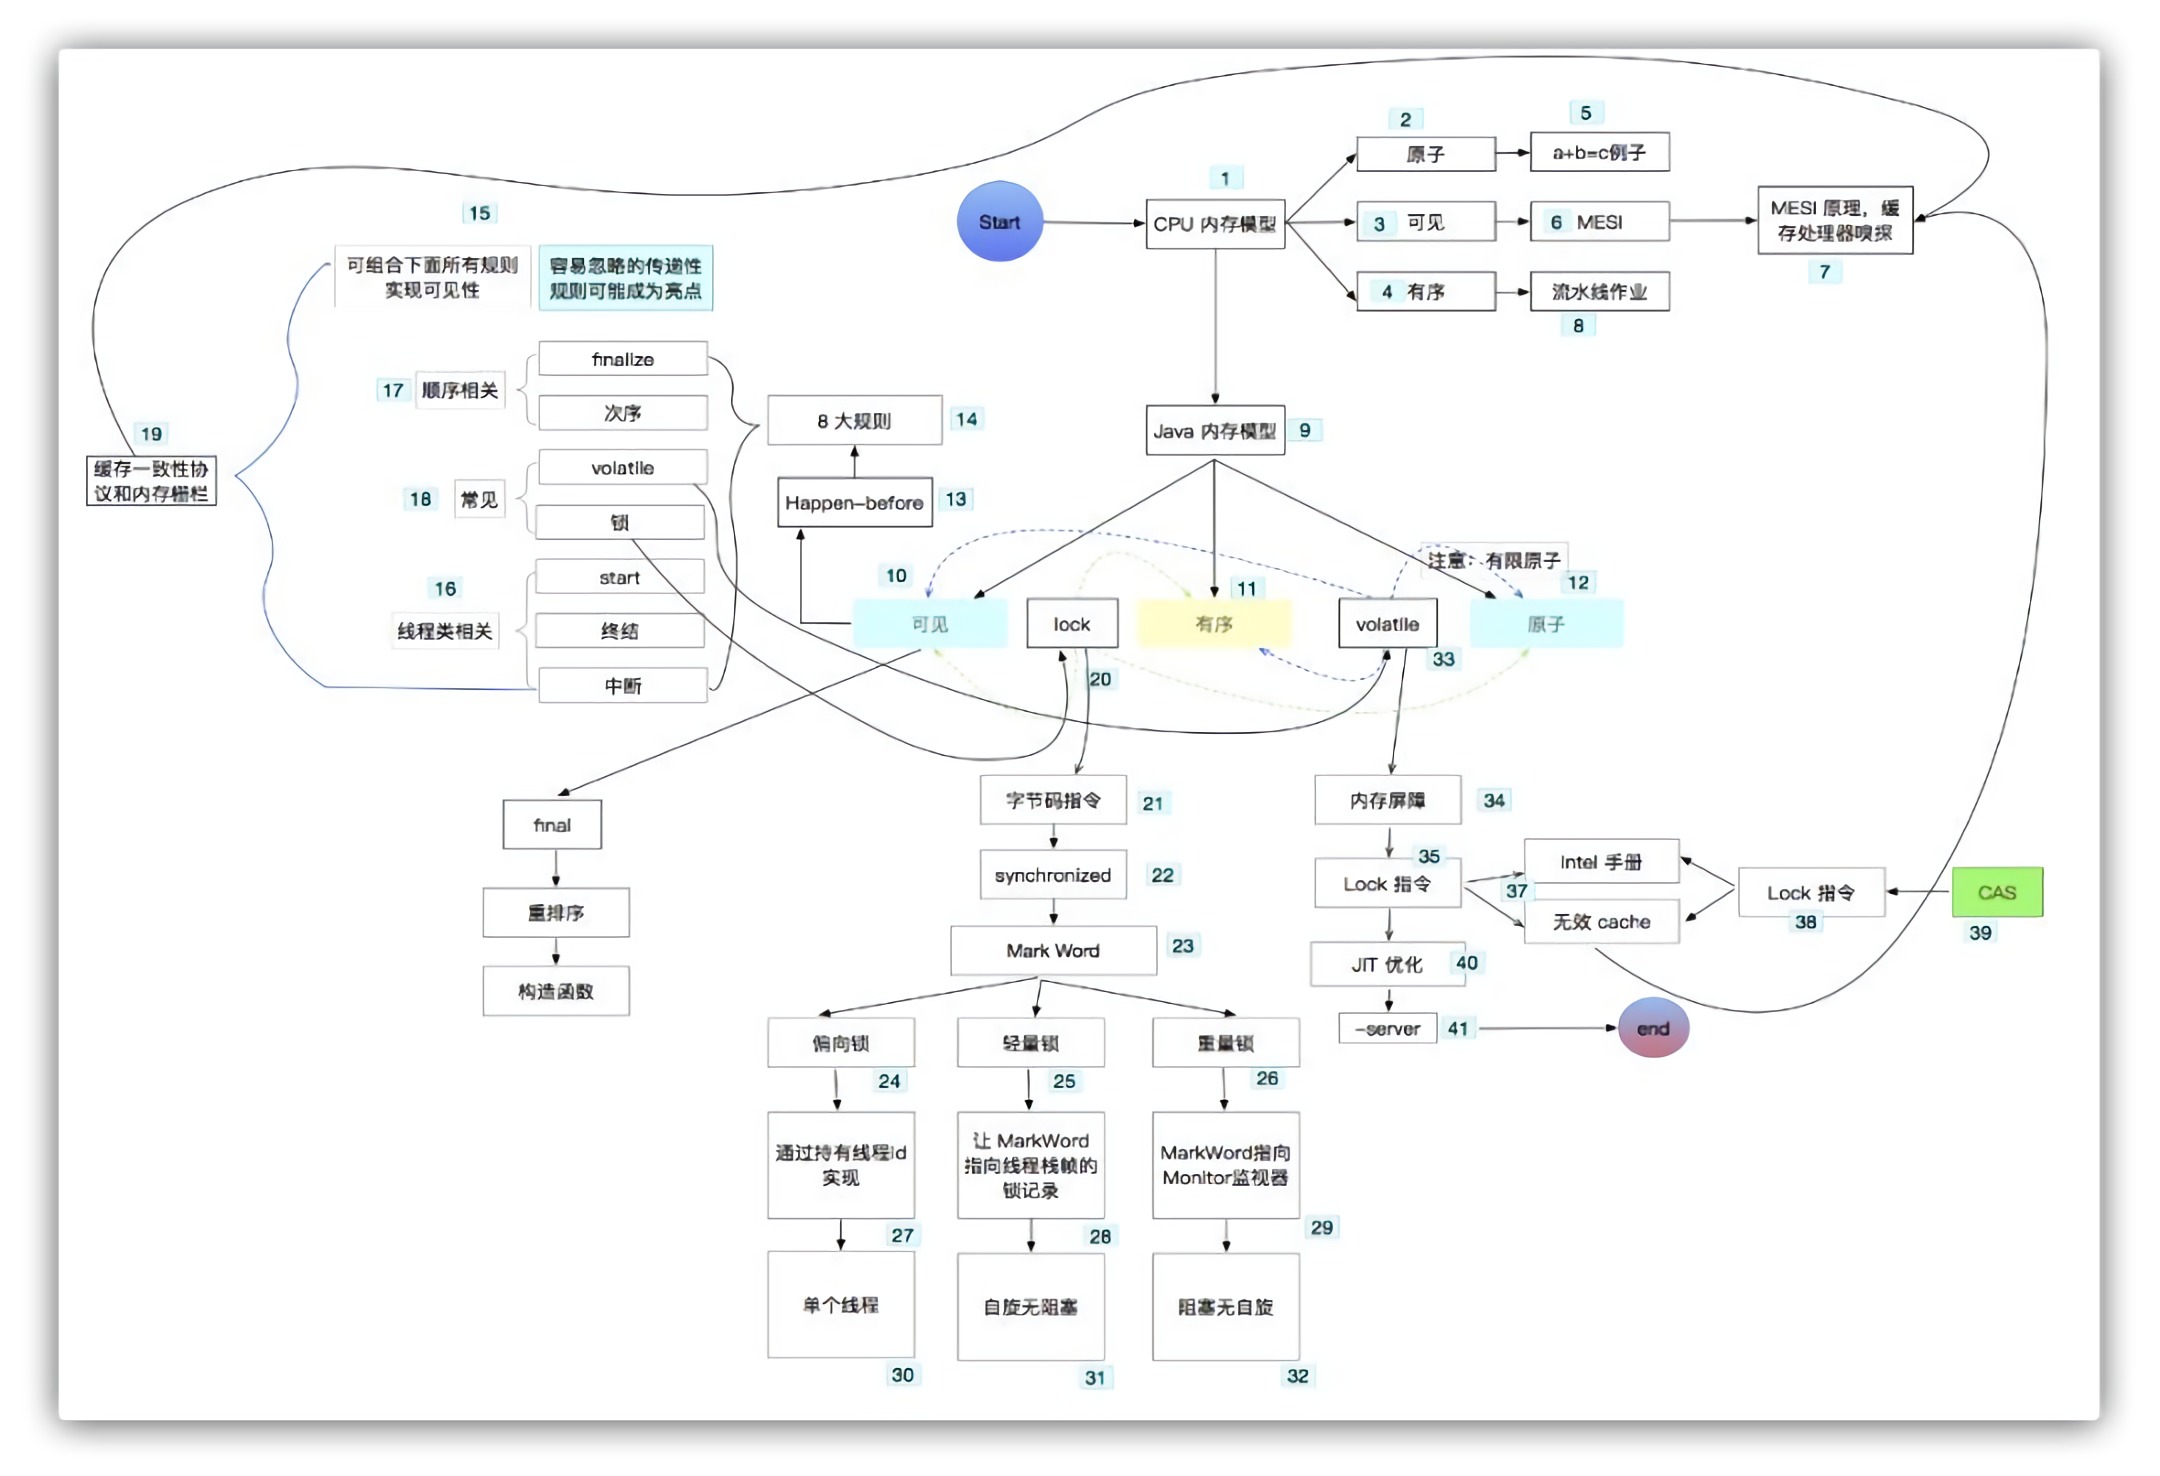 2
5
原子
a+b=c例子
1
15
Start
CPU 内存模型
3 可见
6 MESI
MESI 原理，缓
存处理器嗅探
7
可组合下面所有规则
实现可见性
容易忽略的传递性
规则可能成为亮点
4 有序
流水线作业
8
finalize
17 顺序相关
次序
8 大规则
14
Java 内存模型
9
19
缓存一致性协
议和内存栅栏
volatile
18 常见
锁
Happen-before
13
注意：有限原子
start
16
线程类相关
终结
中断
10
可见
lock
20
11
有序
volatile
33
12
原子
final
重排序
构造函数
字节码指令
21
synchronized
22
Mark Word
23
内存屏障
34
35
Lock 指令
37
Intel 手册
无效 cache
Lock 指令
38
CAS
39
JIT 优化
40
-server
41
end
偏向锁
24
轻量锁
25
重量锁
26
通过持有线程Id
实现
27
让 MarkWord
指向线程栈帧的
锁记录
28
MarkWord指向
Monitor监视器
29
单个线程
30
自旋无阻塞
31
阻塞无自旋
32